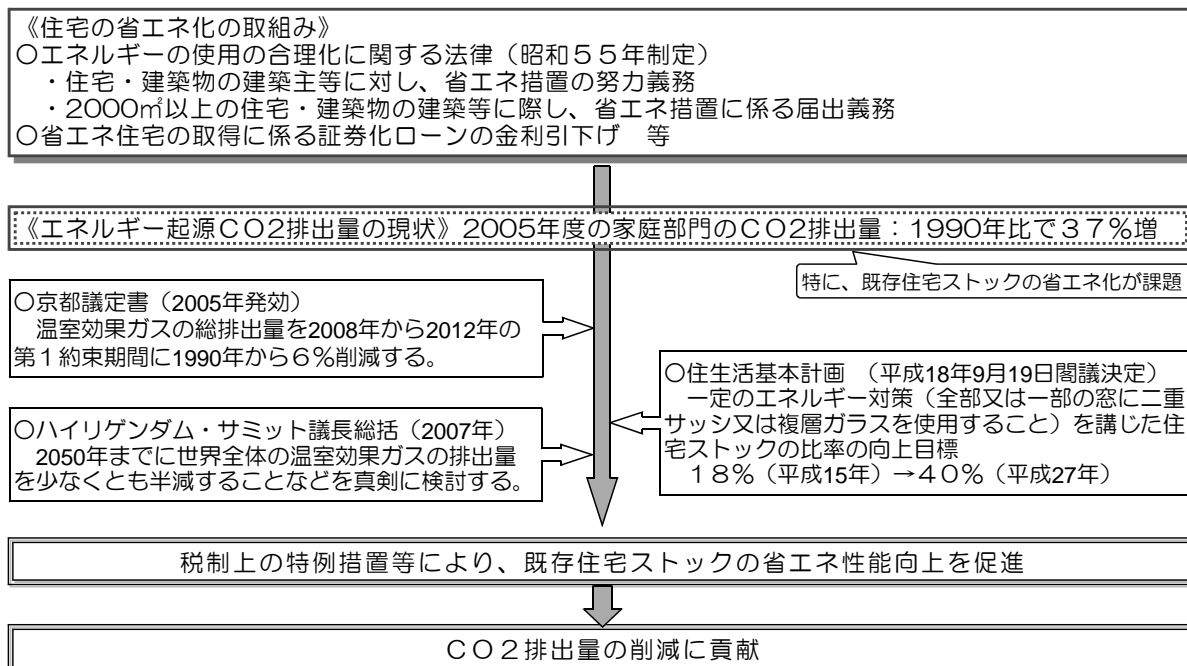 《住宅の省エネ化の取組み》
○エネルギーの使用の合理化に関する法律（昭和５５年制定）
・住宅・建築物の建築主等に対し、省エネ措置の努力義務
・2000㎡以上の住宅・建築物の建築等に際し、省エネ措置に係る届出義務
○省エネ住宅の取得に係る証券化ローンの金利引下げ　等
《エネルギー起源ＣＯ２排出量の現状》2005年度の家庭部門のＣＯ２排出量：1990年比で３７％増
特に、既存住宅ストックの省エネ化が課題
○京都議定書（2005年発効）
温室効果ガスの総排出量を2008年から2012年の
第１約束期間に1990年から６％削減する。
○住生活基本計画　（平成18年9月19日閣議決定）
一定のエネルギー対策（全部又は一部の窓に二重
サッシ又は複層ガラスを使用すること）を講じた住
宅ストックの比率の向上目標
１８％（平成15年）→４０％（平成27年）
○ハイリゲンダム・サミット議長総括（2007年）
2050年までに世界全体の温室効果ガスの排出量
を少なくとも半減することなどを真剣に検討する。
税制上の特例措置等により、既存住宅ストックの省エネ性能向上を促進
ＣＯ２排出量の削減に貢献